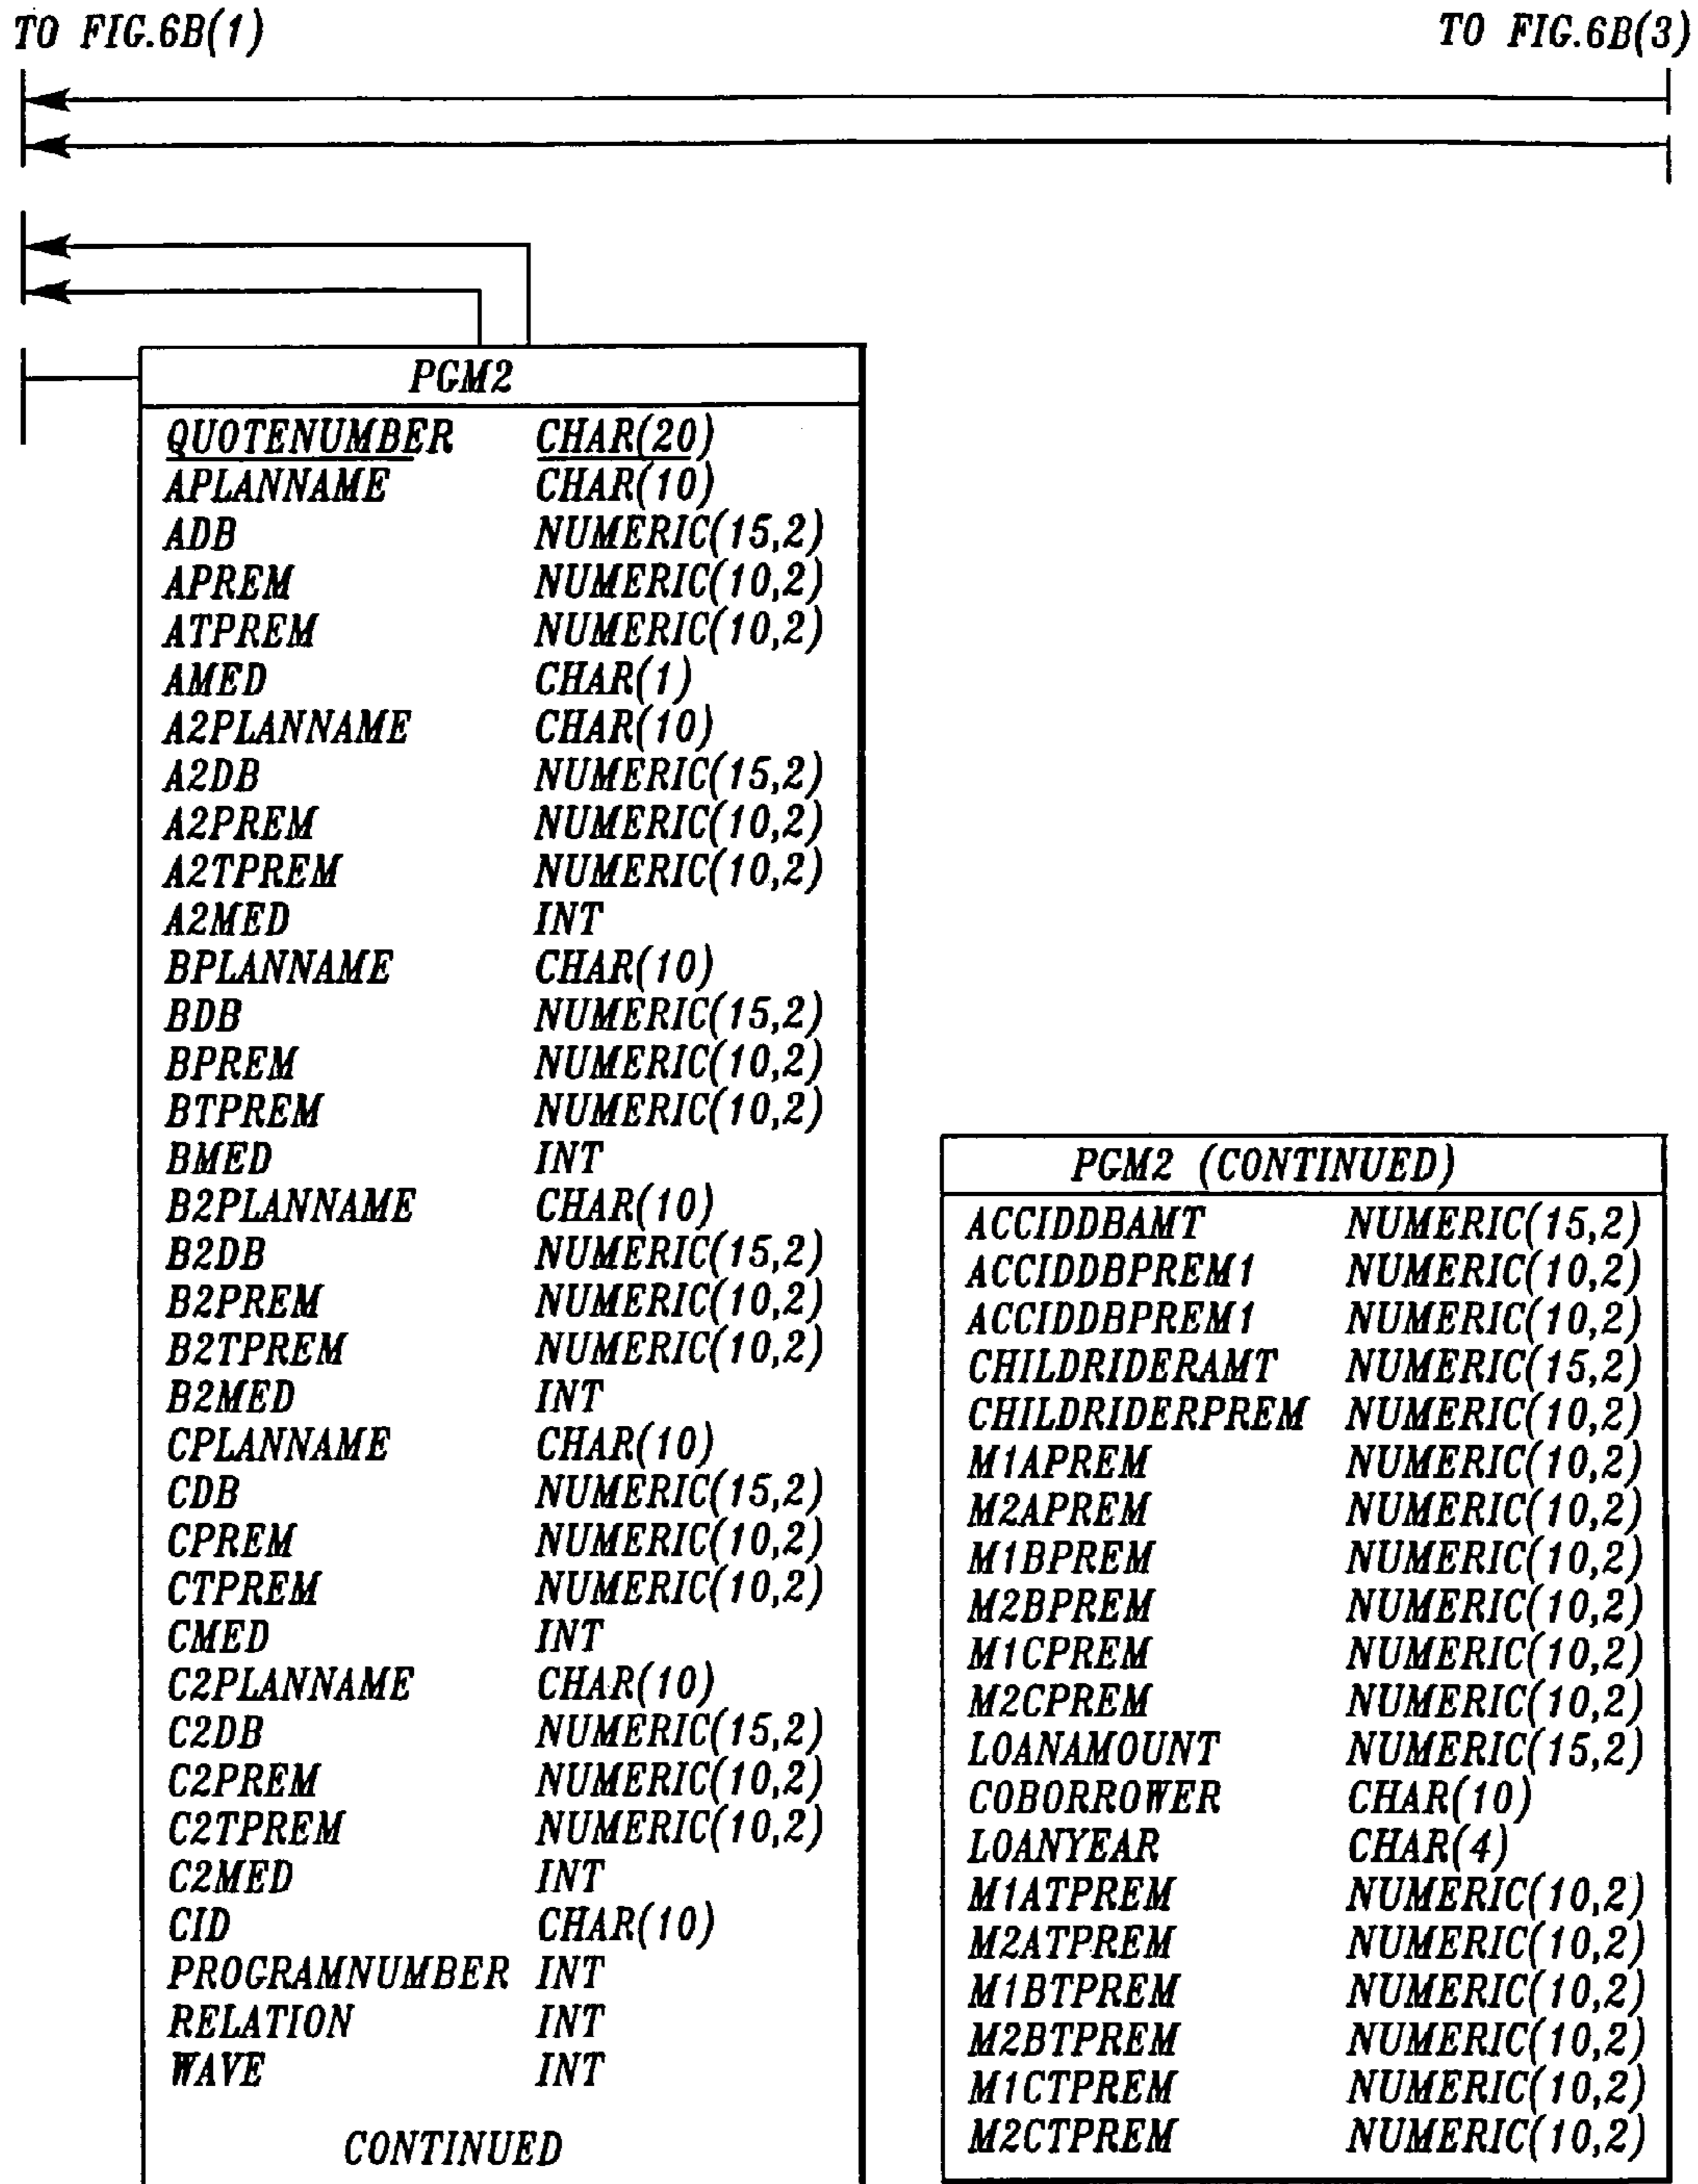 TO FIG.6B(1) TO FIG.6B(3)
PGM2
QUOTENUMBER CHAR(20)
APLANNAME CHAR(10)
ADB NUMERIC(15,2)
APREM NUMERIC(10,2)
ATPREM NUMERIC(10,2)
AMED CHAR(1)
A2PLANNAME CHAR(10)
A2DB NUMERIC(15,2)
A2PREM NUMERIC(10,2)
A2TPREM NUMERIC(10,2)
A2MED INT
BPLANNAME CHAR(10)
BDB NUMERIC(15,2)
BPREM NUMERIC(10,2)
BTPREM NUMERIC(10,2)
BMED INT
B2PLANNAME CHAR(10)
B2DB NUMERIC(15,2)
B2PREM NUMERIC(10,2)
B2TPREM NUMERIC(10,2)
B2MED INT
CPLANNAME CHAR(10)
CDB NUMERIC(15,2)
CPREM NUMERIC(10,2)
CTPREM NUMERIC(10,2)
CMED INT
C2PLANNAME CHAR(10)
C2DB NUMERIC(15,2)
C2PREM NUMERIC(10,2)
C2TPREM NUMERIC(10,2)
C2MED INT
CID CHAR(10)
PROGRAMNUMBER INT
RELATION INT
WAVE INT
CONTINUED
PGM2 (CONTINUED)
ACCIDDBAMT NUMERIC(15,2)
ACCIDDBPREM1 NUMERIC(10,2)
ACCIDDBPREM1 NUMERIC(10,2)
CHILDRIDERAMT NUMERIC(15,2)
CHILDRIDERPREM NUMERIC(10,2)
M1APREM NUMERIC(10,2)
M2APREM NUMERIC(10,2)
M1BPREM NUMERIC(10,2)
M2BPREM NUMERIC(10,2)
M1CPREM NUMERIC(10,2)
M2CPREM NUMERIC(10,2)
LOANAMOUNT NUMERIC(15,2)
COBORROWER CHAR(10)
LOANYEAR CHAR(4)
M1ATPREM NUMERIC(10,2)
M2ATPREM NUMERIC(10,2)
M1BTPREM NUMERIC(10,2)
M2BTPREM NUMERIC(10,2)
M1CTPREM NUMERIC(10,2)
M2CTPREM NUMERIC(10,2)